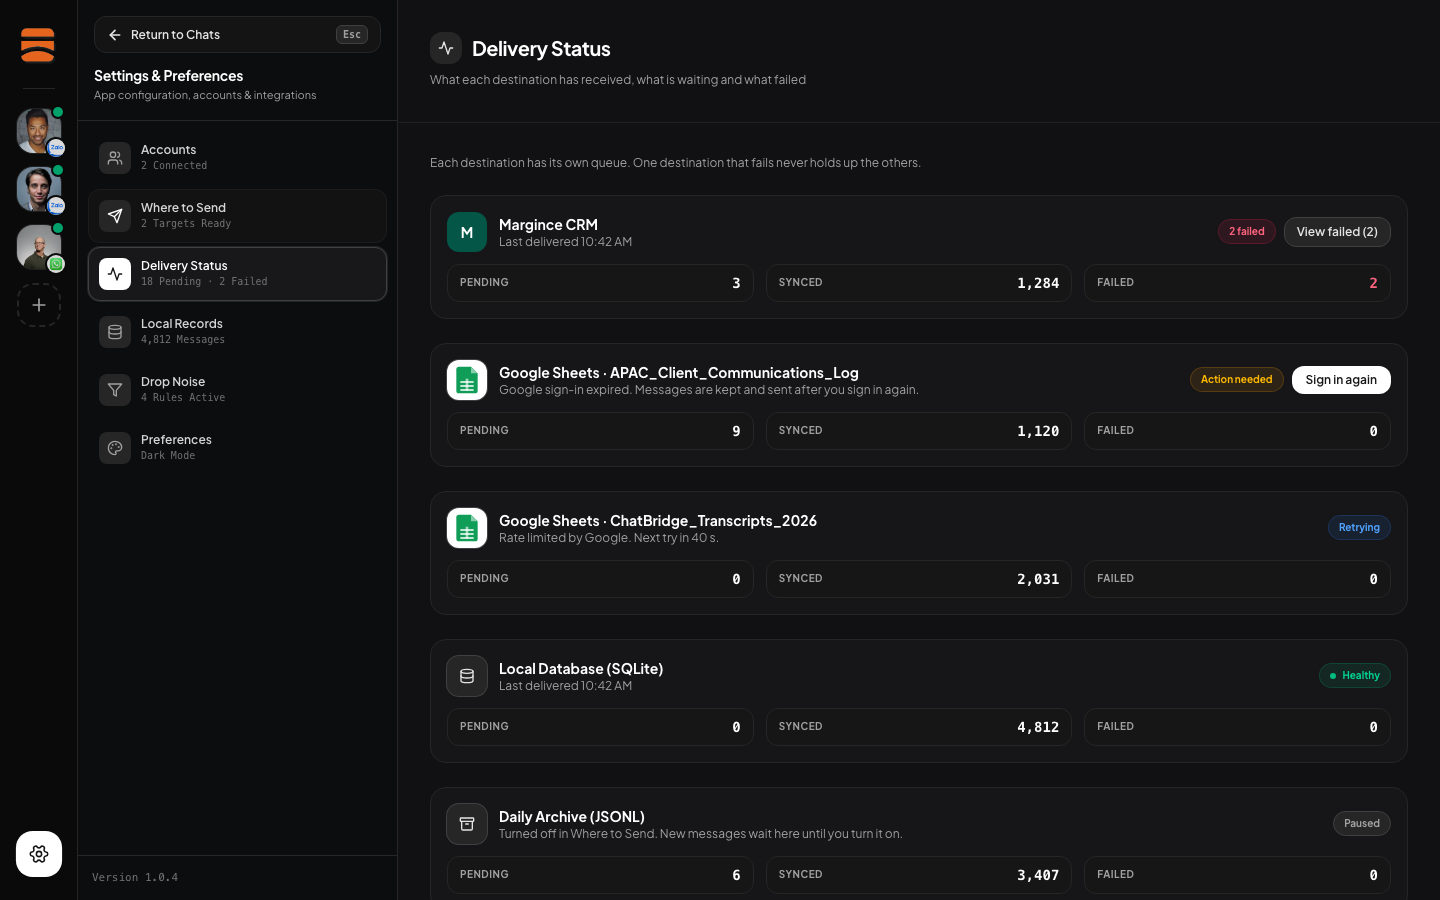 Return to Chats
Esc
Settings & Preferences
App configuration, accounts & integrations
Accounts
2 Connected
Where to Send
2 Targets Ready
Delivery Status
18 Pending · 2 Failed
Local Records
4,812 Messages
Drop Noise
4 Rules Active
Preferences
Dark Mode
Version 1.0.4
Zalo
Zalo
Delivery Status
What each destination has received, what is waiting and what failed
Each destination has its own queue. One destination that fails never holds up the others.
M
Margince CRM
Last delivered 10:42 AM
2 failed
View failed (2)
PENDING 3
SYNCED 1,284
FAILED 2
Google Sheets · APAC_Client_Communications_Log
Google sign-in expired. Messages are kept and sent after you sign in again.
Action needed
Sign in again
PENDING 9
SYNCED 1,120
FAILED 0
Google Sheets · ChatBridge_Transcripts_2026
Rate limited by Google. Next try in 40 s.
Retrying
PENDING 0
SYNCED 2,031
FAILED 0
Local Database (SQLite)
Last delivered 10:42 AM
Healthy
PENDING 0
SYNCED 4,812
FAILED 0
Daily Archive (JSONL)
Turned off in Where to Send. New messages wait here until you turn it on.
Paused
PENDING 6
SYNCED 3,407
FAILED 0